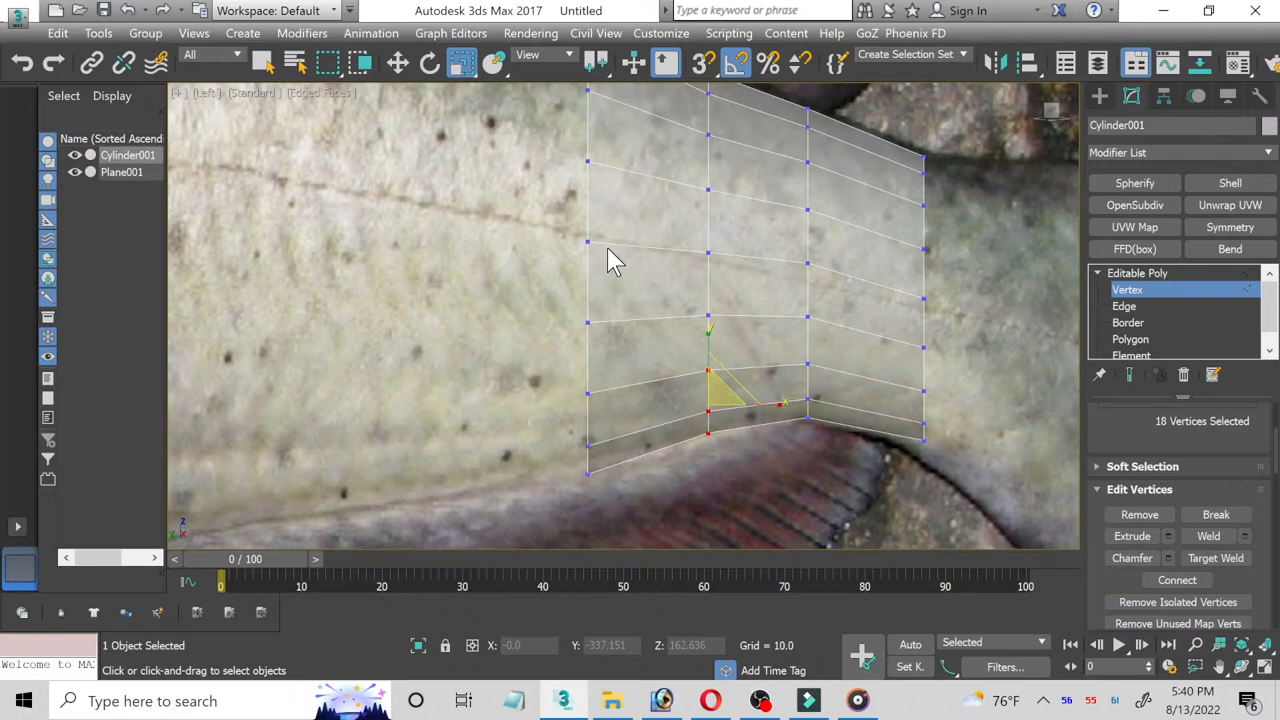 Workspace: Default
Autodesk 3ds Max 2017 Untitled
Type a keyword or phrase
Sign In
Edit Tools Group Views Create Modifiers Animation Graph Editors Rendering Civil View Customize Scripting Content Help GoZ Phoenix FD
All
View
Create Selection Set
Select Display
[+] [Left] [Standard] [Edged Faces]
Name (Sorted Ascend
Cylinder001
Plane001
Cylinder001
Modifier List
Spherify Shell
OpenSubdiv Unwrap UVW
UV Map Symmetry
FFD(box) Bend
Editable Poly
Vertex
Edge
Border
Polygon
Element
18 Vertices Selected
Soft Selection
Edit Vertices
Remove Break
Extrude Weld
Chamfer Target Weld
Connect
Remove Isolated Vertices
Remove Unused Map Verts
y
x
z
y x
0 / 100
0 10 20 30 40 50 60 70 80 90 100
1 Object Selected
X: -0.0 Y: -337.151 Z: 162.636 Grid = 10.0
Auto Selected
Welcome to MA
Click or click-and-drag to select objects
Add Time Tag
Set K. Filters...
0
Type here to search
76°F
56 55 61
5:40 PM
8/13/2022
6